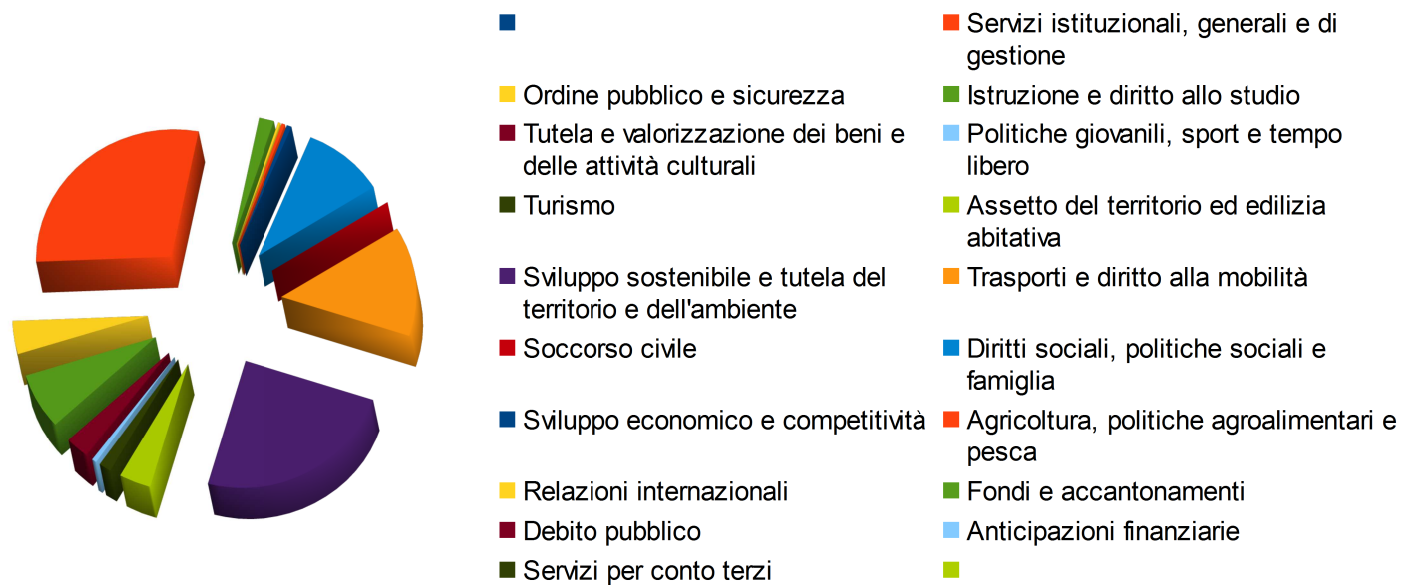 Servizi istituzionali, generali e di
gestione
Ordine pubblico e sicurezza
Istruzione e diritto allo studio
Tutela e valorizzazione dei beni e
delle attività culturali
Politiche giovanili, sport e tempo
libero
Turismo
Assetto del territorio ed edilizia
abitativa
Sviluppo sostenibile e tutela del
territorio e dell'ambiente
Trasporti e diritto alla mobilità
Soccorso civile
Diritti sociali, politiche sociali e
famiglia
Sviluppo economico e competitività
Agricoltura, politiche agroalimentari e
pesca
Relazioni internazionali
Fondi e accantonamenti
Debito pubblico
Anticipazioni finanziarie
Servizi per conto terzi